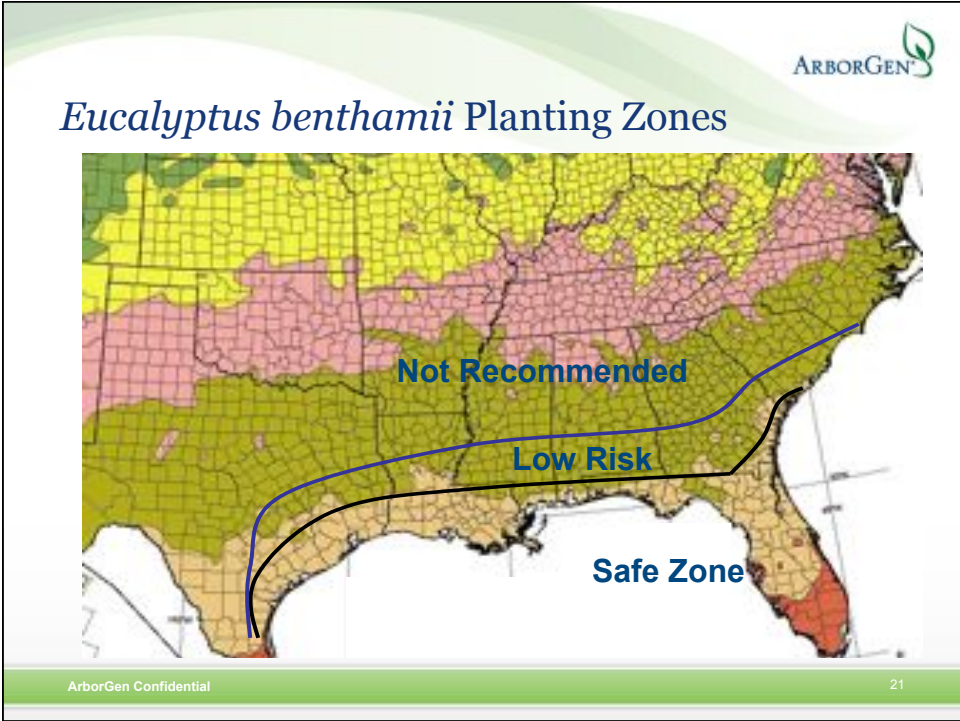 ARBORGEN
Eucalyptus benthamii Planting Zones
Not Recommended
Low Risk
Safe Zone
ArborGen Confidential
21